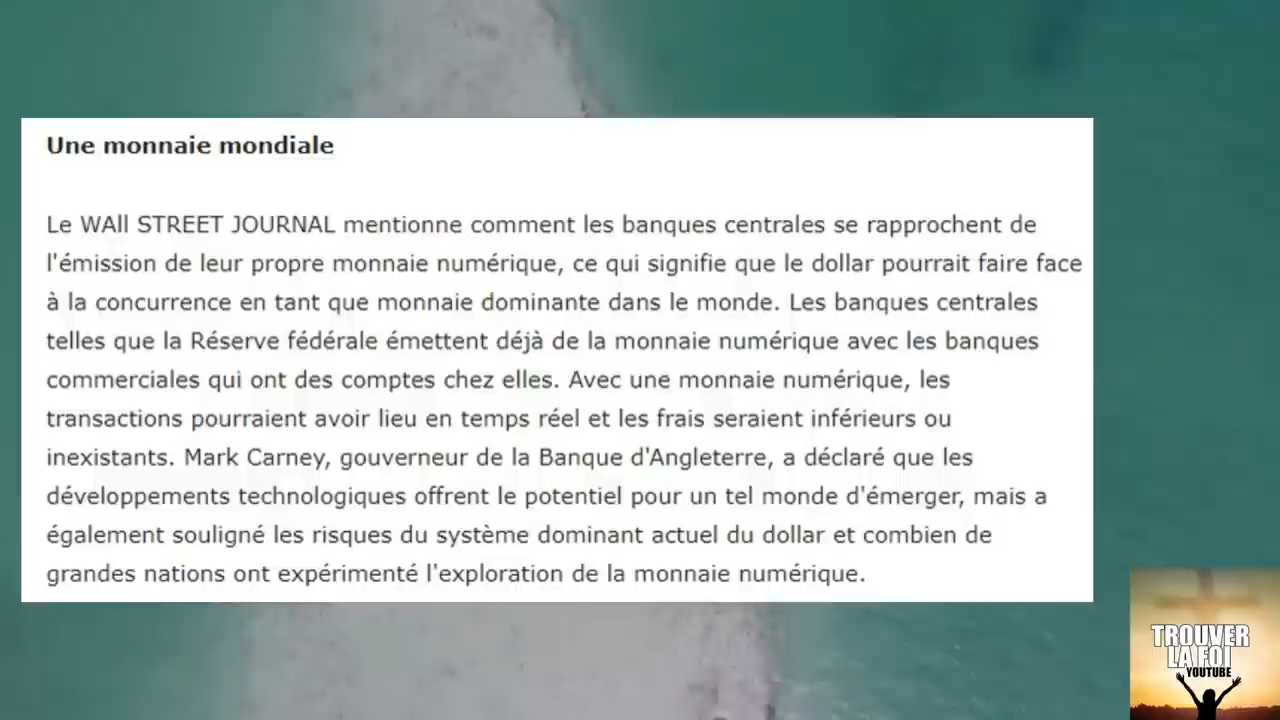 Une monnaie mondiale
Le WAll STREET JOURNAL mentionne comment les banques centrales se rapprochent de
l'émission de leur propre monnaie numérique, ce qui signifie que le dollar pourrait faire face
à la concurrence en tant que monnaie dominante dans le monde. Les banques centrales
telles que la Réserve fédérale émettent déjà de la monnaie numérique avec les banques
commerciales qui ont des comptes chez elles. Avec une monnaie numérique, les
transactions pourraient avoir lieu en temps réel et les frais seraient inférieurs ou
inexistants. Mark Carney, gouverneur de la Banque d'Angleterre, a déclaré que les
développements technologiques offrent le potentiel pour un tel monde d'émerger, mais a
également souligné les risques du système dominant actuel du dollar et combien de
grandes nations ont expérimenté l'exploration de la monnaie numérique.
TROUVER
LA FOI
YOUTUBE